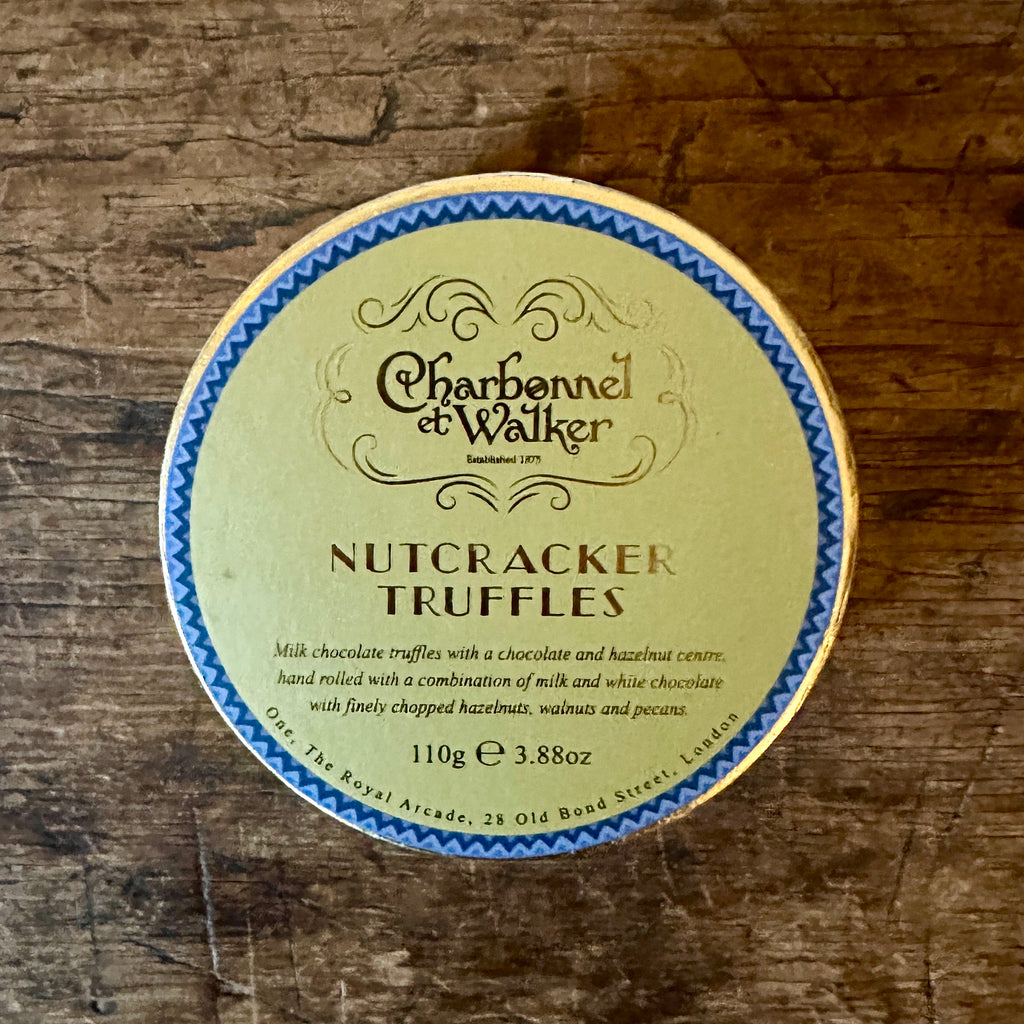 Charbonnel
et Walker
Established 1875
NUTCRACKER
TRUFFLES
Milk chocolate truffles with a chocolate and hazelnut centre,
hand rolled with a combination of milk and white chocolate
with finely chopped hazelnuts, walnuts and pecans.
110g ℮ 3.88oz
One, The Royal Arcade, 28 Old Bond Street, London